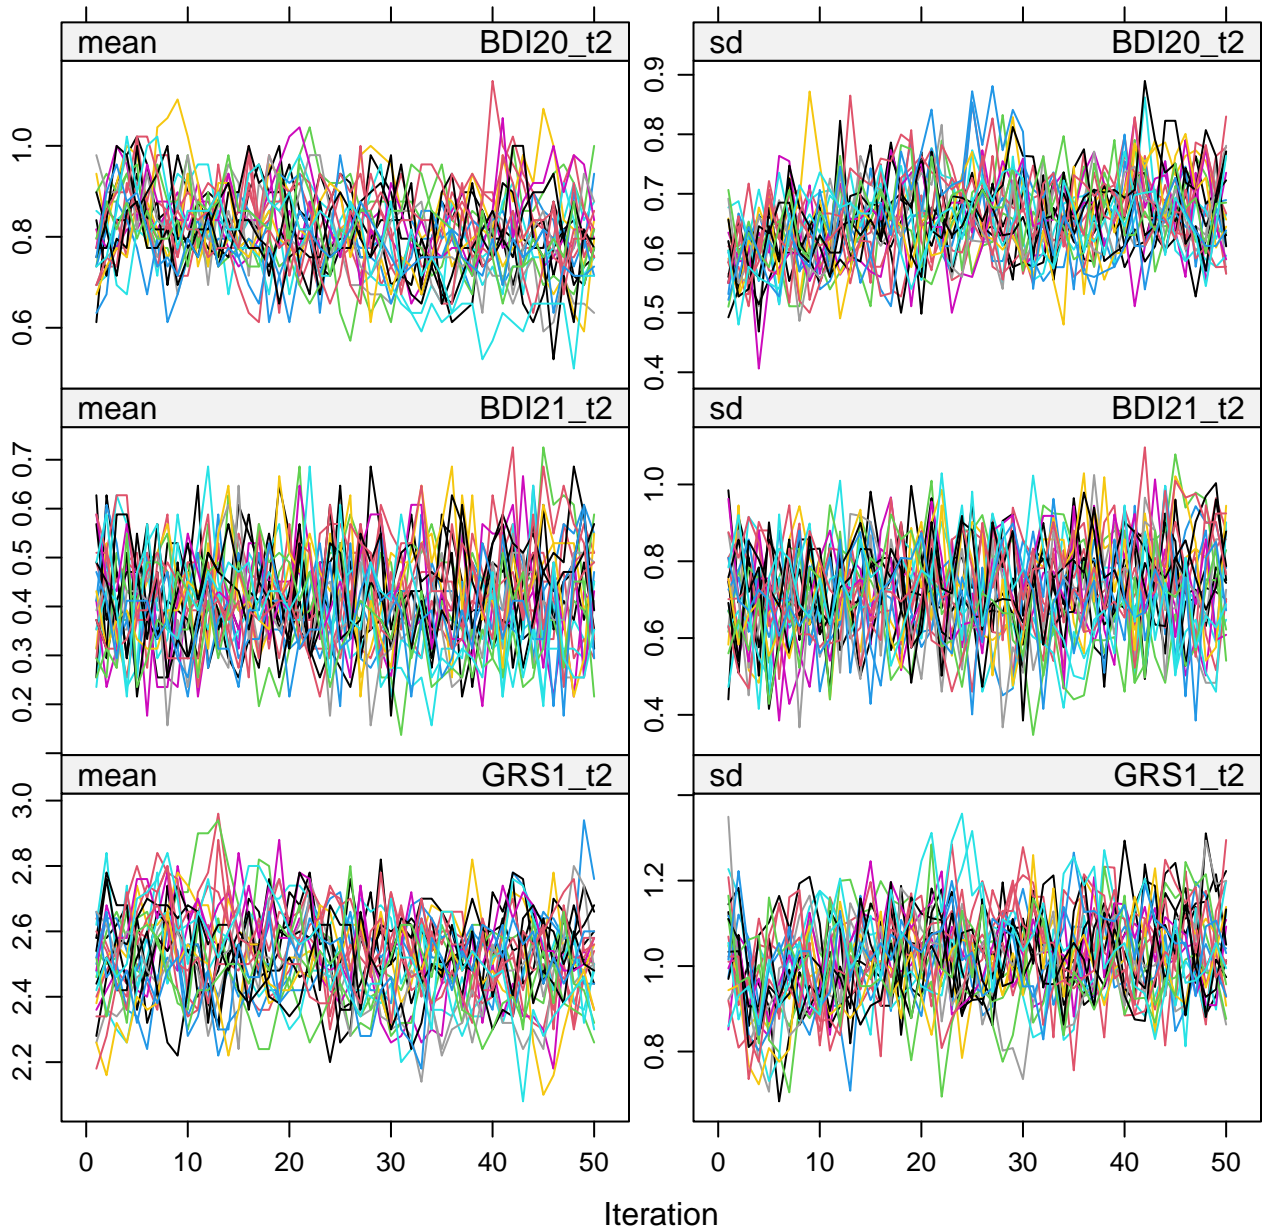 mean BDI20_t2 sd BDI20_t2
0.6 0.8 1.0
0.4 0.5 0.6 0.7 0.8 0.9
mean BDI21_t2 sd BDI21_t2
0.2 0.3 0.4 0.5 0.6 0.7
0.4 0.6 0.8 1.0
mean GRS1_t2 sd GRS1_t2
2.2 2.4 2.6 2.8 3.0
0.8 1.0 1.2
0 10 20 30 40 50 0 10 20 30 40 50
Iteration